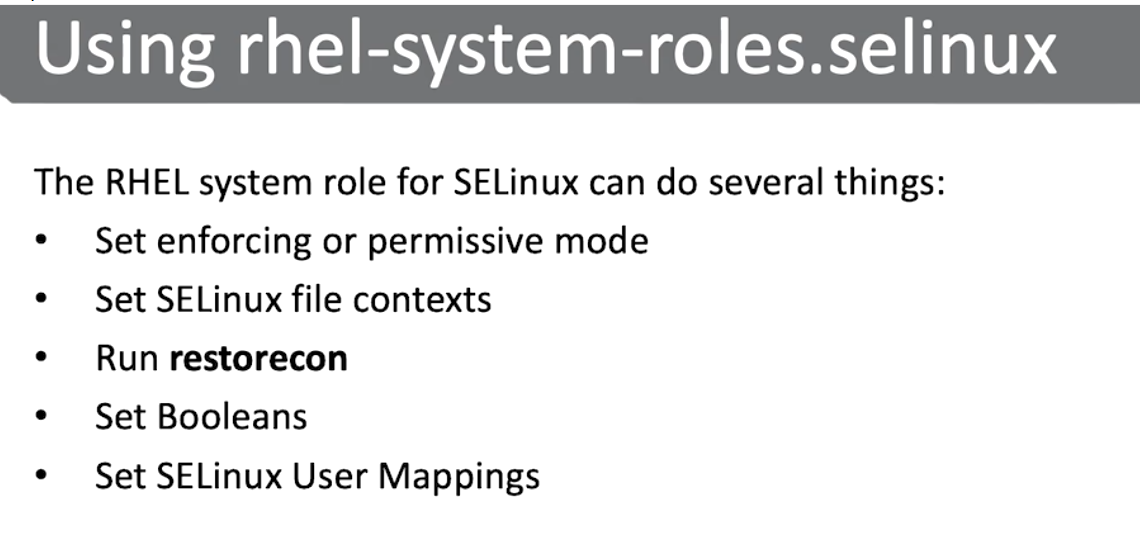 Using rhel-system-roles.selinux
The RHEL system role for SELinux can do several things:
• Set enforcing or permissive mode
• Set SELinux file contexts
• Run restorecon
• Set Booleans
• Set SELinux User Mappings